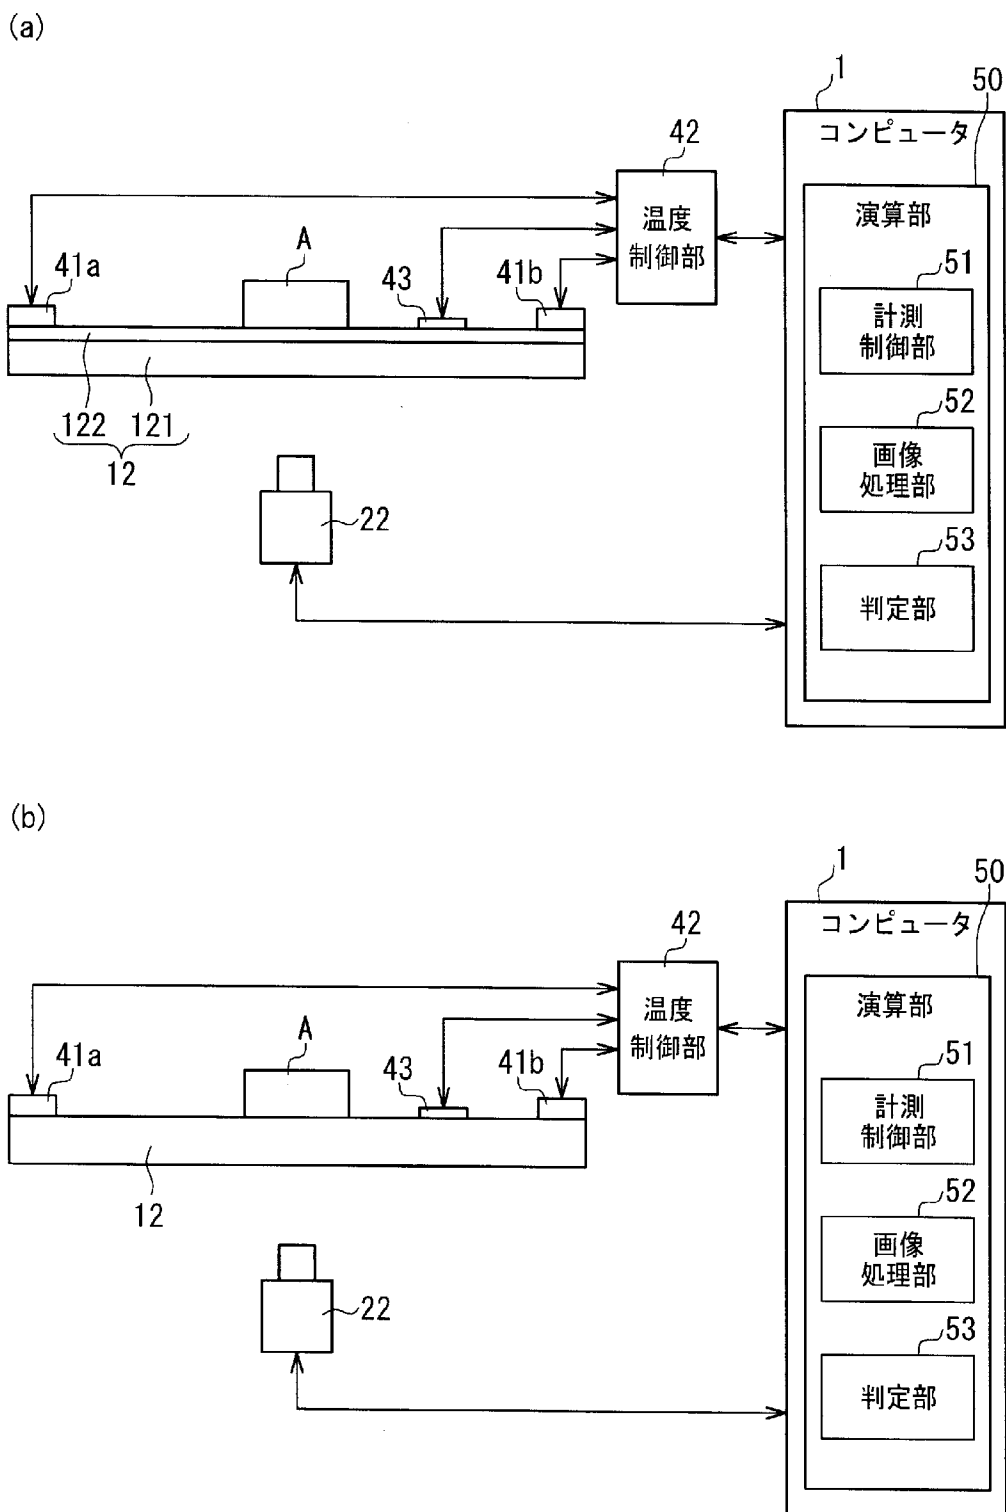 (a)
1
50
コンピュータ
42
演算部
温度
制御部
A
41a
43
41b
51
計測
制御部
122
121
12
52
画像
処理部
22
53
判定部
(b)
1
50
コンピュータ
42
演算部
温度
制御部
A
41a
43
41b
51
計測
制御部
12
52
画像
処理部
22
53
判定部